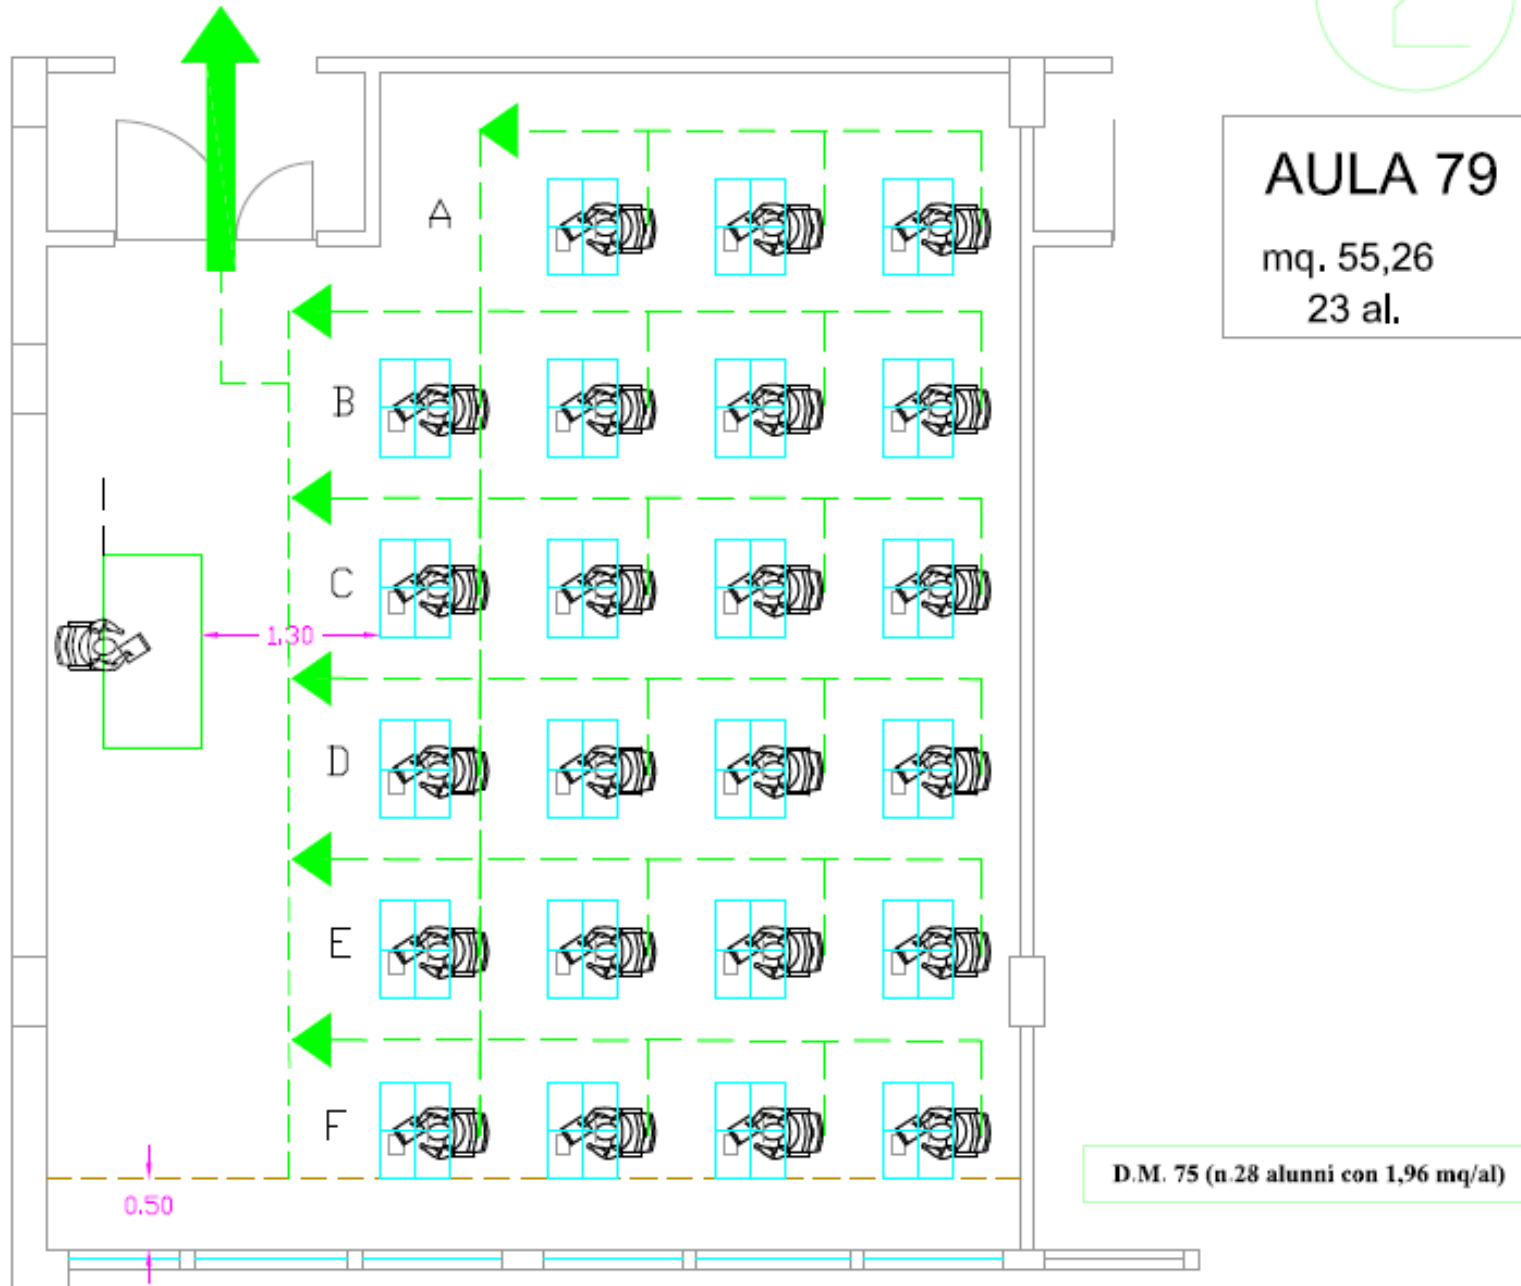 AULA 79
mq. 55,26
23 al.
A
B
C
1.30
D
E
F
0.50
D.M. 75 (n.28 alunni con 1,96 mq/al)